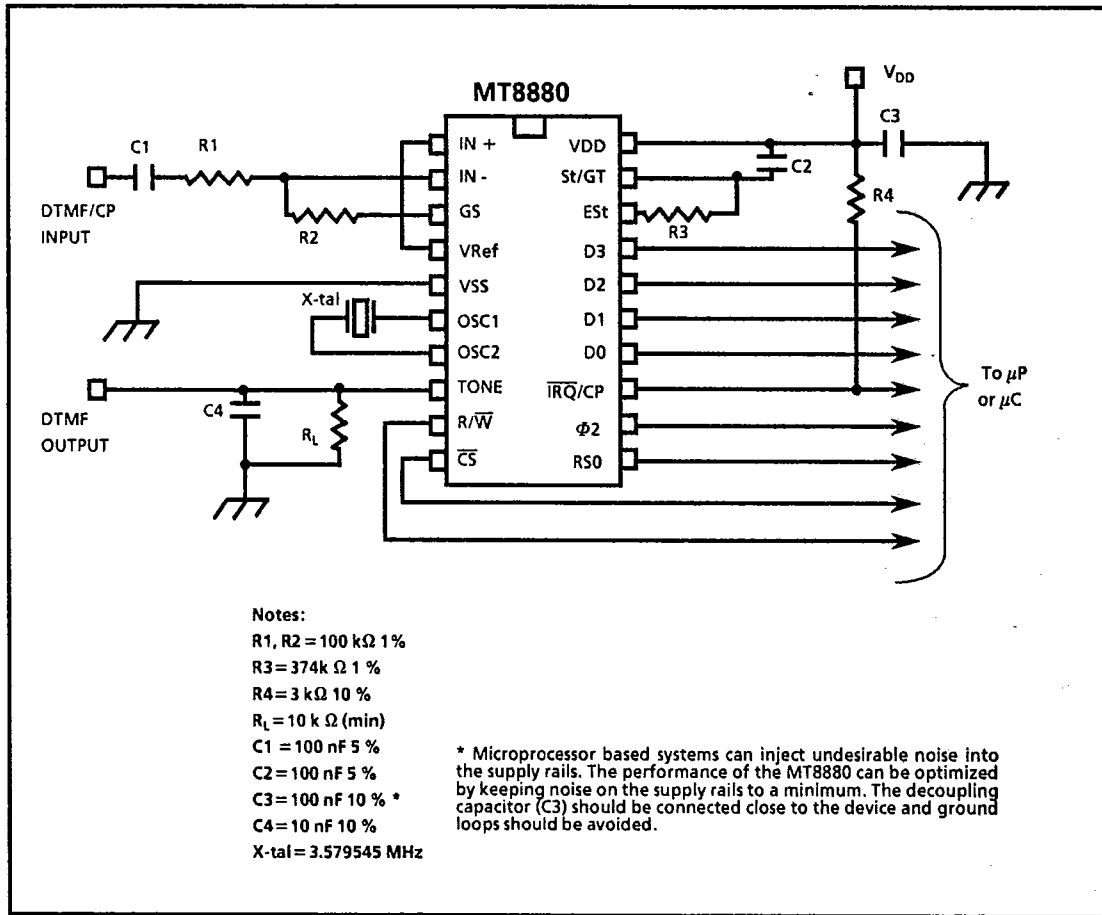 MT8880
V_DD
C1
R1
C3
IN +
VDD
C2
IN -
St/GT
R4
DTMF/CP
INPUT
GS
ESt
R2
R3
VRef
D3
VSS
D2
X-tal
OSC1
D1
OSC2
D0
To μP
or μC
TONE
I̅R̅Q̅/CP
DTMF
OUTPUT
C4
R_L
R/W̅
Φ2
C̅S̅
RS0
Notes:
R1, R2 = 100 kΩ 1%
R3 = 374k Ω 1 %
R4 = 3 kΩ 10 %
R_L = 10 k Ω (min)
C1 = 100 nF 5 %
C2 = 100 nF 5 %
C3 = 100 nF 10 % *
C4 = 10 nF 10 %
X-tal = 3.579545 MHz
* Microprocessor based systems can inject undesirable noise into
the supply rails. The performance of the MT8880 can be optimized
by keeping noise on the supply rails to a minimum. The decoupling
capacitor (C3) should be connected close to the device and ground
loops should be avoided.